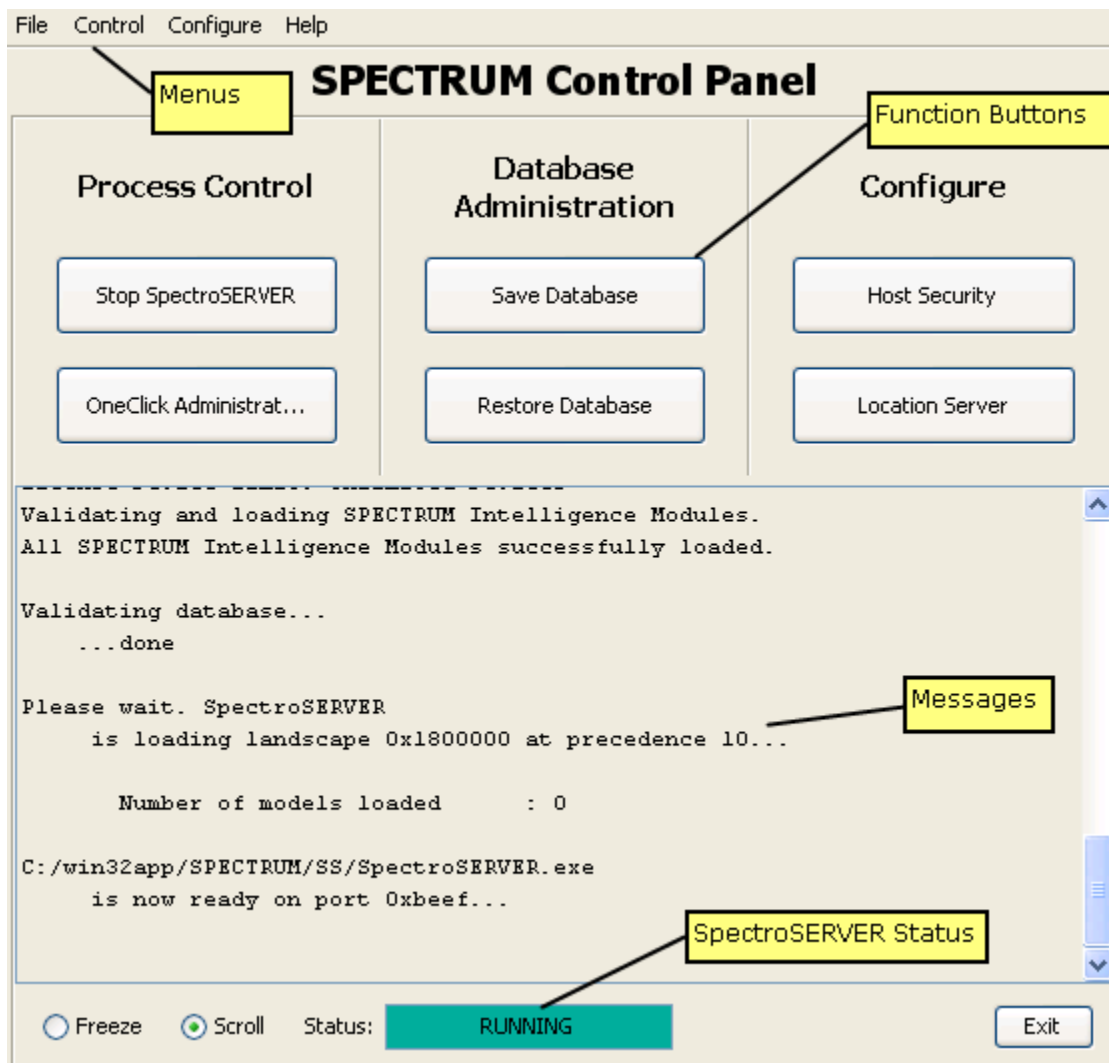 File Control Configure Help
Menus
SPECTRUM Control Panel
Function Buttons
Process Control
Database
Administration
Configure
Stop SpectroSERVER
Save Database
Host Security
OneClick Administrat...
Restore Database
Location Server
Validating and loading SPECTRUM Intelligence Modules.
All SPECTRUM Intelligence Modules successfully loaded.
Validating database...
...done
Please wait. SpectroSERVER
is loading landscape 0x1800000 at precedence 10...
Messages
Number of models loaded : 0
C:/win32app/SPECTRUM/SS/SpectroSERVER.exe
is now ready on port 0xbeef...
SpectroSERVER Status
Freeze Scroll Status: RUNNING Exit